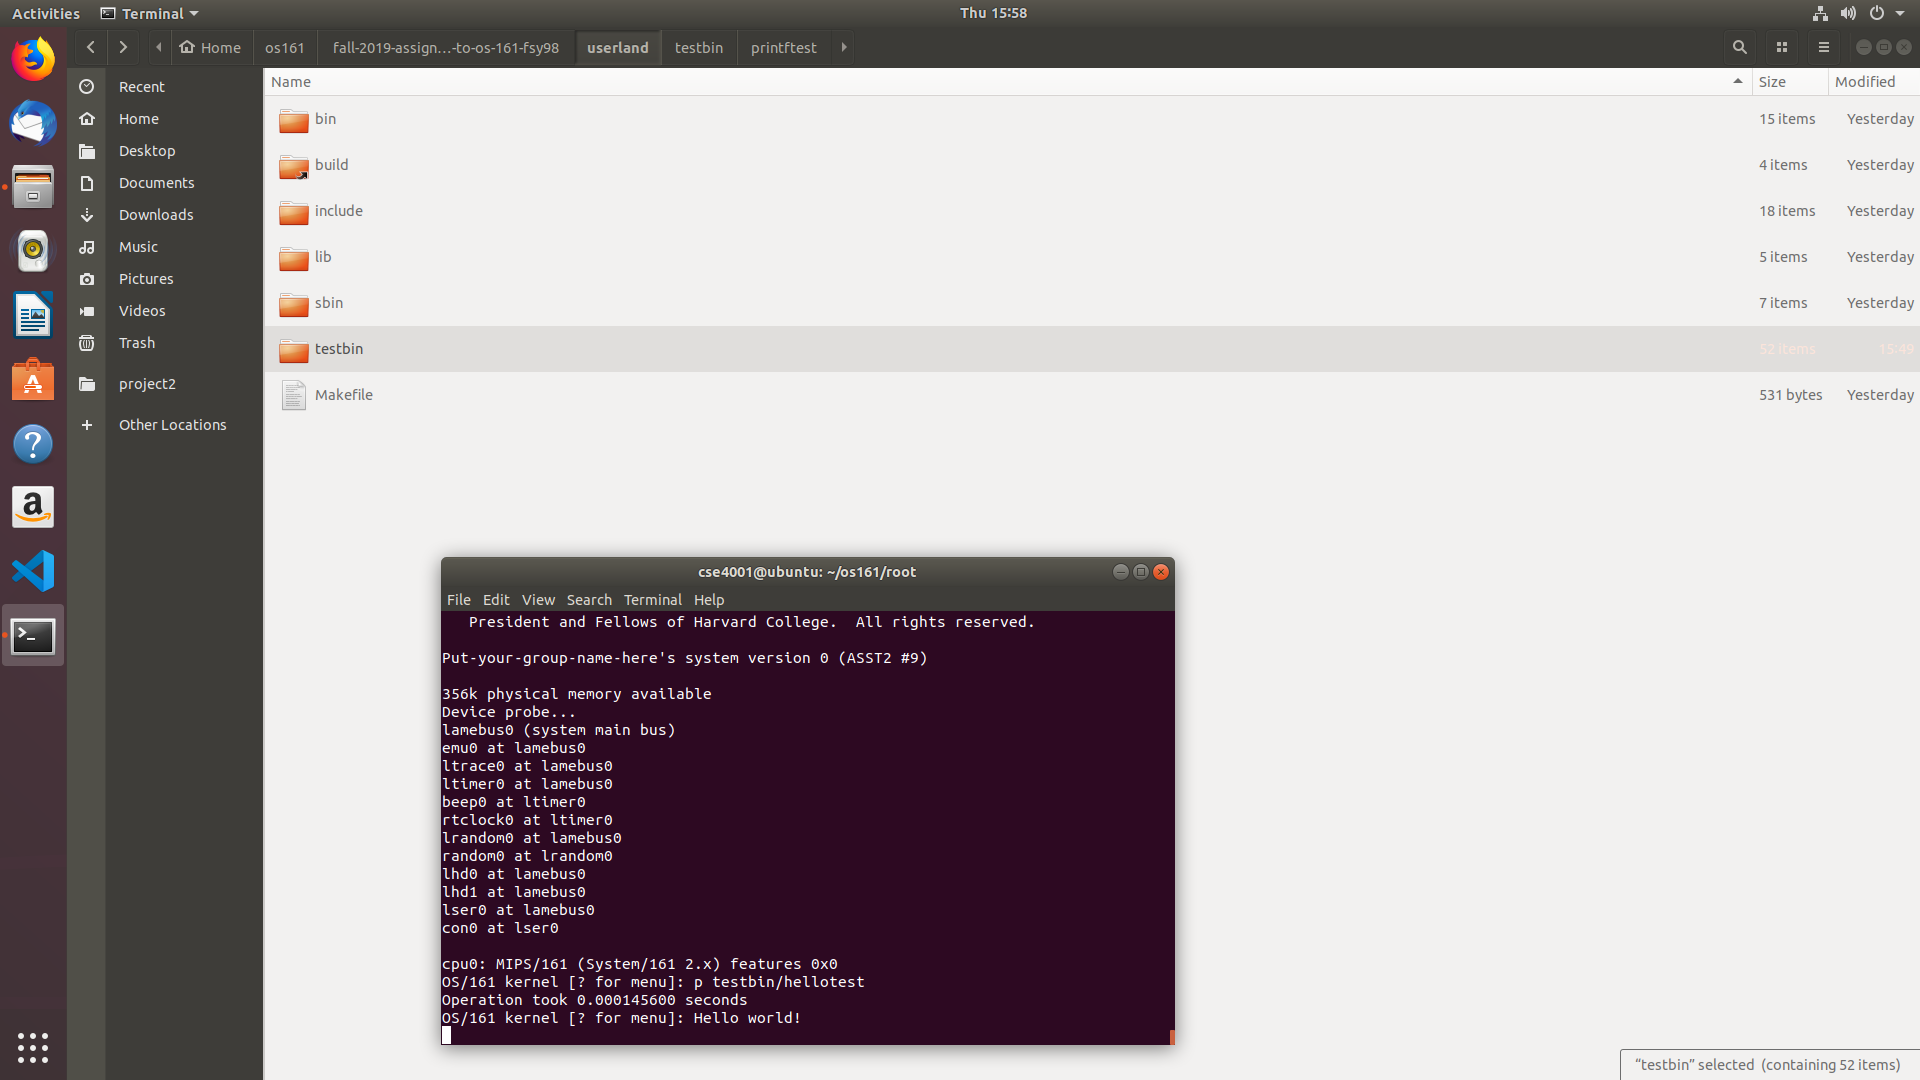 Activities
Terminal
Thu 15:58
Home
os161
fall-2019-assign...-to-os-161-fsy98
userland
testbin
printftest
Recent
Home
Desktop
Documents
Downloads
Music
Pictures
Videos
Trash
project2
Other Locations
Name Size Modified
bin 15 items Yesterday
build 4 items Yesterday
include 18 items Yesterday
lib 5 items Yesterday
sbin 7 items Yesterday
testbin 52 items 15:49
Makefile 531 bytes Yesterday
cse4001@ubuntu: ~/os161/root
File Edit View Search Terminal Help
President and Fellows of Harvard College.  All rights reserved.
Put-your-group-name-here's system version 0 (ASST2 #9)
356k physical memory available
Device probe...
lamebus0 (system main bus)
emu0 at lamebus0
ltrace0 at lamebus0
ltimer0 at lamebus0
beep0 at ltimer0
rtclock0 at ltimer0
lrandom0 at lamebus0
random0 at lrandom0
lhd0 at lamebus0
lhd1 at lamebus0
lser0 at lamebus0
con0 at lser0
cpu0: MIPS/161 (System/161 2.x) features 0x0
OS/161 kernel [? for menu]: p testbin/hellotest
Operation took 0.000145600 seconds
OS/161 kernel [? for menu]: Hello world!
“testbin” selected (containing 52 items)